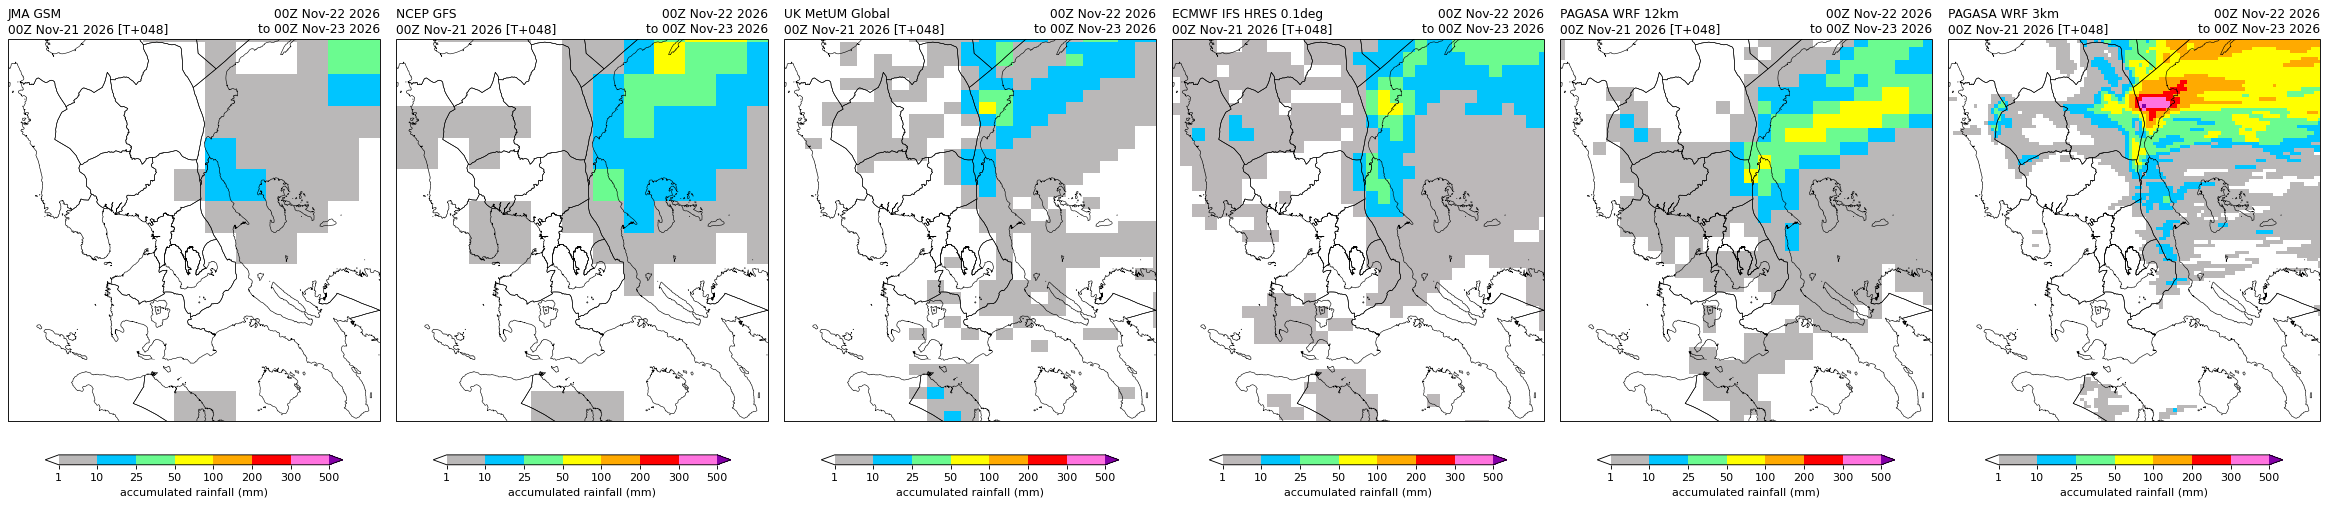 JMA GSM 00Z Nov-22 2026
00Z Nov-21 2026 [T+048] to 00Z Nov-23 2026
NCEP GFS 00Z Nov-22 2026
00Z Nov-21 2026 [T+048] to 00Z Nov-23 2026
UK MetUM Global 00Z Nov-22 2026
00Z Nov-21 2026 [T+048] to 00Z Nov-23 2026
ECMWF IFS HRES 0.1deg 00Z Nov-22 2026
00Z Nov-21 2026 [T+048] to 00Z Nov-23 2026
PAGASA WRF 12km 00Z Nov-22 2026
00Z Nov-21 2026 [T+048] to 00Z Nov-23 2026
PAGASA WRF 3km 00Z Nov-22 2026
00Z Nov-21 2026 [T+048] to 00Z Nov-23 2026
1 10 25 50 100 200 300 500
accumulated rainfall (mm)
1 10 25 50 100 200 300 500
accumulated rainfall (mm)
1 10 25 50 100 200 300 500
accumulated rainfall (mm)
1 10 25 50 100 200 300 500
accumulated rainfall (mm)
1 10 25 50 100 200 300 500
accumulated rainfall (mm)
1 10 25 50 100 200 300 500
accumulated rainfall (mm)